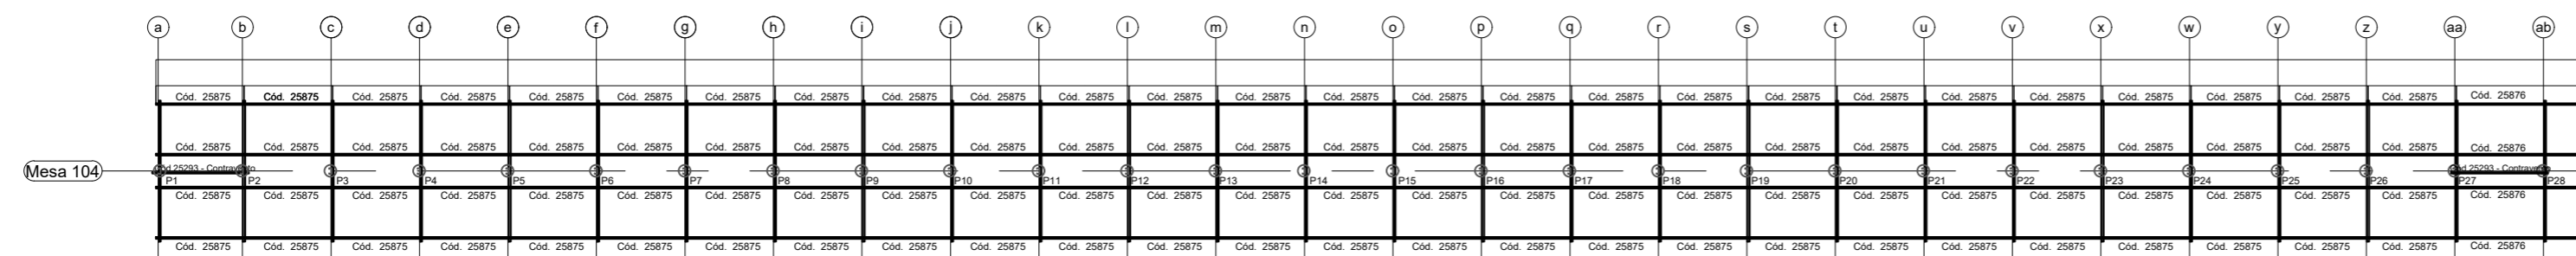 a b c d e f g h i j k l m n o p q r s t u v x w y z aa ab
Cód. 25875 Cód. 25875 Cód. 25875 Cód. 25875 Cód. 25875 Cód. 25875 Cód. 25875 Cód. 25875 Cód. 25875 Cód. 25875 Cód. 25875 Cód. 25875 Cód. 25875 Cód. 25875 Cód. 25875 Cód. 25875 Cód. 25875 Cód. 25875 Cód. 25875 Cód. 25875 Cód. 25875 Cód. 25875 Cód. 25875 Cód. 25875 Cód. 25875 Cód. 25875 Cód. 25876
Cód. 25875 Cód. 25875 Cód. 25875 Cód. 25875 Cód. 25875 Cód. 25875 Cód. 25875 Cód. 25875 Cód. 25875 Cód. 25875 Cód. 25875 Cód. 25875 Cód. 25875 Cód. 25875 Cód. 25875 Cód. 25875 Cód. 25875 Cód. 25875 Cód. 25875 Cód. 25875 Cód. 25875 Cód. 25875 Cód. 25875 Cód. 25875 Cód. 25875 Cód. 25875 Cód. 25876
Mesa 104 Cód 25293 - Contravento Cód 25293 - Contravento
P1 P2 P3 P4 P5 P6 P7 P8 P9 P10 P11 P12 P13 P14 P15 P16 P17 P18 P19 P20 P21 P22 P23 P24 P25 P26 P27 P28
Cód. 25875 Cód. 25875 Cód. 25875 Cód. 25875 Cód. 25875 Cód. 25875 Cód. 25875 Cód. 25875 Cód. 25875 Cód. 25875 Cód. 25875 Cód. 25875 Cód. 25875 Cód. 25875 Cód. 25875 Cód. 25875 Cód. 25875 Cód. 25875 Cód. 25875 Cód. 25875 Cód. 25875 Cód. 25875 Cód. 25875 Cód. 25875 Cód. 25875 Cód. 25875 Cód. 25876
Cód. 25875 Cód. 25875 Cód. 25875 Cód. 25875 Cód. 25875 Cód. 25875 Cód. 25875 Cód. 25875 Cód. 25875 Cód. 25875 Cód. 25875 Cód. 25875 Cód. 25875 Cód. 25875 Cód. 25875 Cód. 25875 Cód. 25875 Cód. 25875 Cód. 25875 Cód. 25875 Cód. 25875 Cód. 25875 Cód. 25875 Cód. 25875 Cód. 25875 Cód. 25875 Cód. 25876